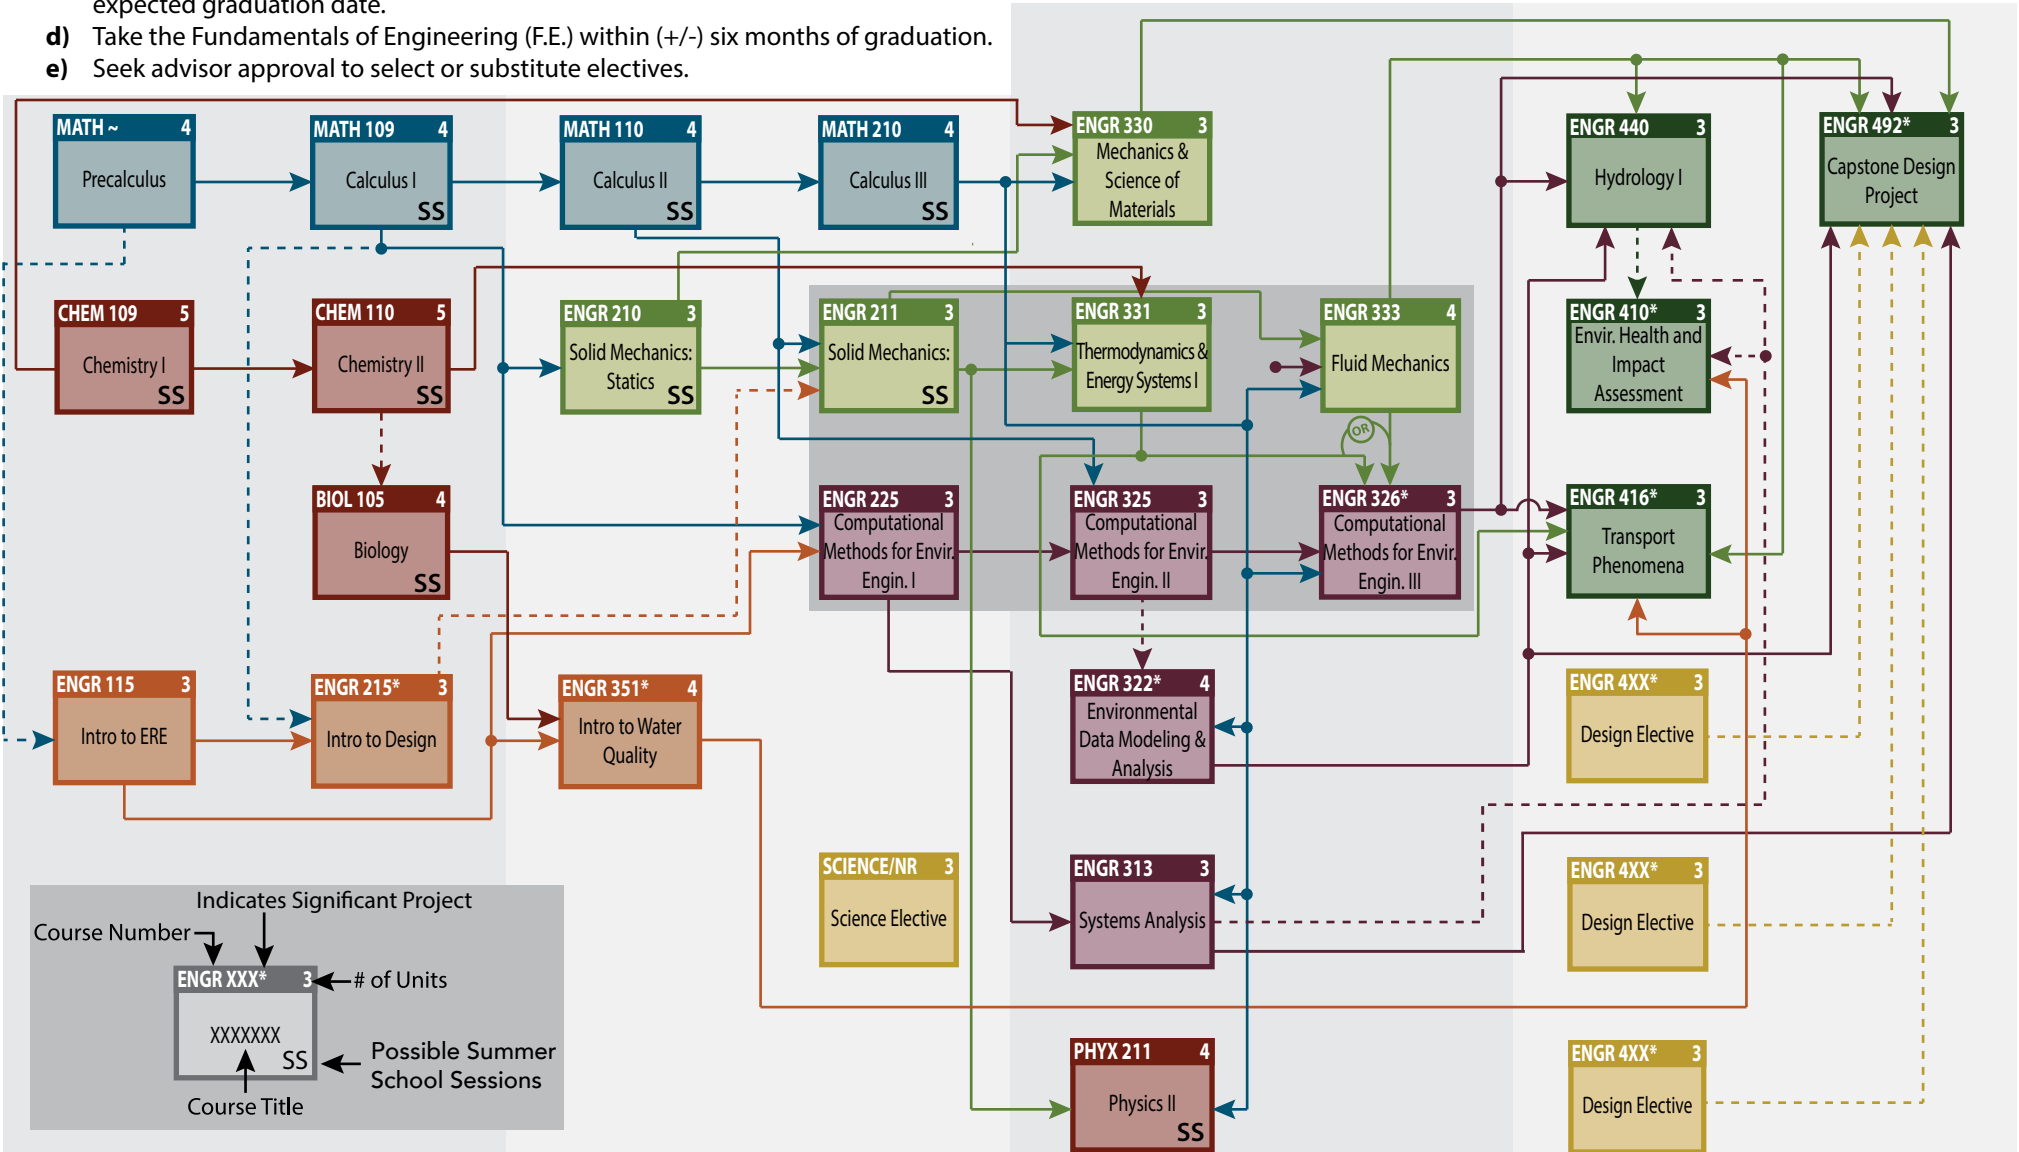 expected graduation date.
d) Take the Fundamentals of Engineering (F.E.) within (+/-) six months of graduation.
e) Seek advisor approval to select or substitute electives.
MATH ~ 4
Precalculus
MATH 109 4
Calculus I
SS
MATH 110 4
Calculus II
SS
MATH 210 4
Calculus III
SS
ENGR 330 3
Mechanics &
Science of
Materials
ENGR 440 3
Hydrology I
ENGR 492* 3
Capstone Design
Project
CHEM 109 5
Chemistry I
SS
CHEM 110 5
Chemistry II
SS
ENGR 210 3
Solid Mechanics:
Statics
SS
ENGR 211 3
Solid Mechanics:
SS
ENGR 331 3
Thermodynamics &
Energy Systems I
ENGR 333 4
Fluid Mechanics
OR
ENGR 410* 3
Envir. Health and
Impact
Assessment
BIOL 105 4
Biology
SS
ENGR 225 3
Computational
Methods for Envir.
Engin. I
ENGR 325 3
Computational
Methods for Envir.
Engin. II
ENGR 326* 3
Computational
Methods for Envir.
Engin. III
ENGR 416* 3
Transport
Phenomena
ENGR 115 3
Intro to ERE
ENGR 215* 3
Intro to Design
ENGR 351* 4
Intro to Water
Quality
ENGR 322* 4
Environmental
Data Modeling &
Analysis
ENGR 4XX* 3
Design Elective
SCIENCE/NR 3
Science Elective
ENGR 313 3
Systems Analysis
ENGR 4XX* 3
Design Elective
PHYX 211 4
Physics II
SS
ENGR 4XX* 3
Design Elective
Indicates Significant Project
Course Number
ENGR XXX* 3
# of Units
XXXXXXX
SS
Possible Summer
School Sessions
Course Title